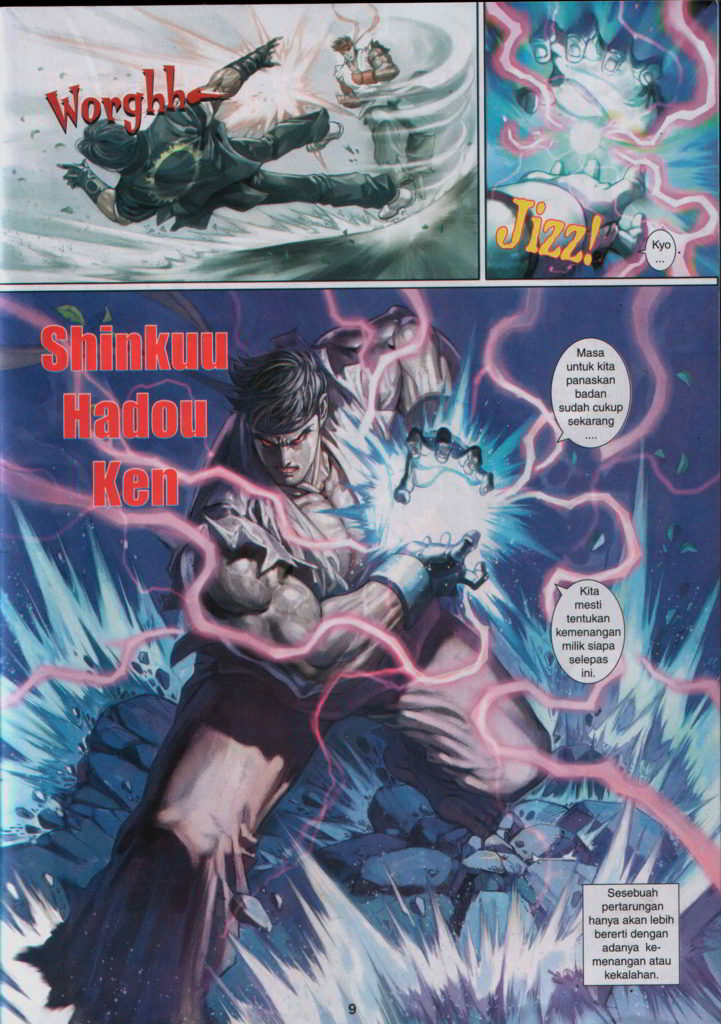 Worghh
Jizz!
Kyo
...
Shinkuu
Hadou
Ken
Masa
untuk kita
panaskan
badan
sudah cukup
sekarang
....
Kita
mesti
tentukan
kemenangan
milik siapa
selepas
ini.
Sesebuah
pertarungan
hanya akan lebih
bererti dengan
adanya ke-
menangan atau
kekalahan.
9